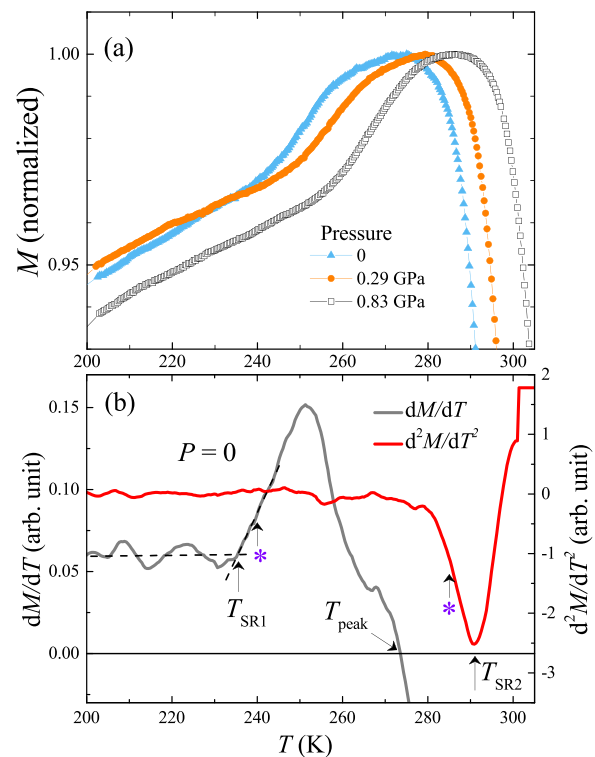 (a)
M (normalized)
1.00
0.95
Pressure
0
0.29 GPa
0.83 GPa
200 220 240 260 280 300
(b)
P = 0
dM/dT
d²M/dT²
dM/dT (arb. unit)
0.15
0.10
0.05
0.00
d²M/dT² (arb. unit)
2
1
0
-1
-2
-3
*
*
T_SR1
T_peak
T_SR2
200 220 240 260 280 300
T (K)